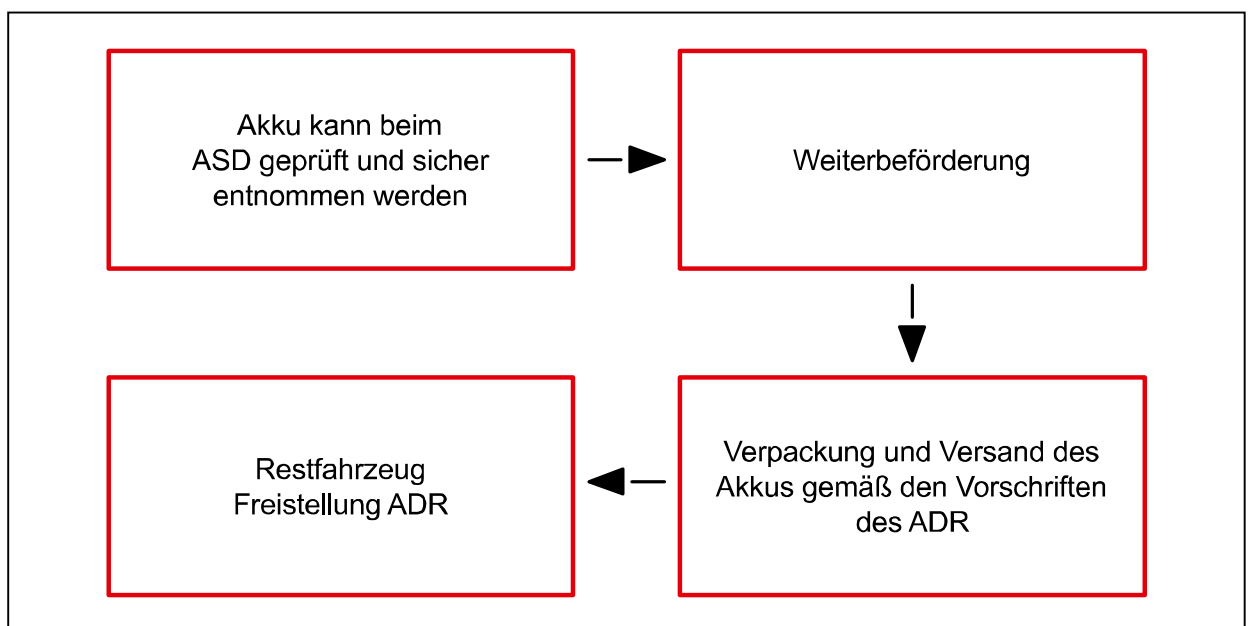 Akku kann beim
ASD geprüft und sicher
entnommen werden
Weiterbeförderung
Verpackung und Versand des
Akkus gemäß den Vorschriften
des ADR
Restfahrzeug
Freistellung ADR